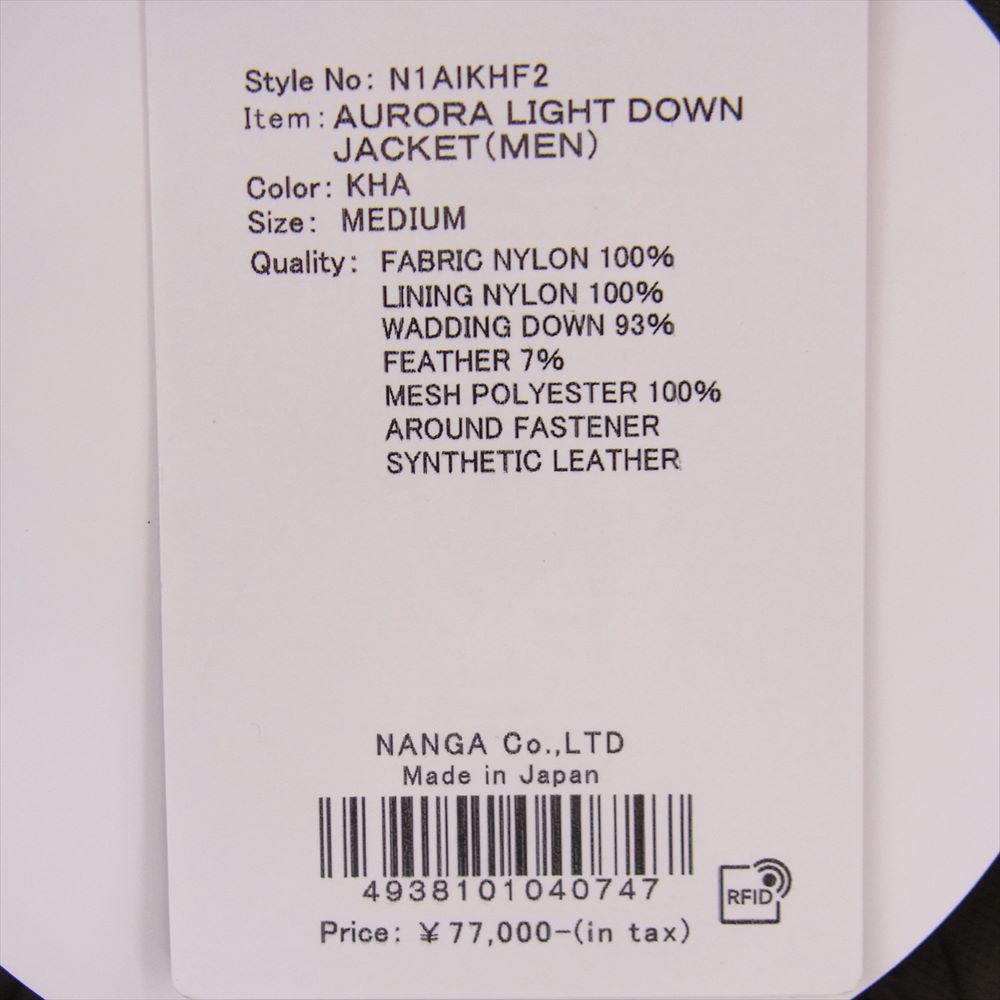 Style No: N1AIKHF2
Item: AURORA LIGHT DOWN
JACKET(MEN)
Color: KHA
Size: MEDIUM
Quality: FABRIC NYLON 100%
LINING NYLON 100%
WADDING DOWN 93%
FEATHER 7%
MESH POLYESTER 100%
AROUND FASTENER
SYNTHETIC LEATHER
NANGA Co.,LTD
Made in Japan
4938101040747
RFID
Price: ¥77,000-(in tax)